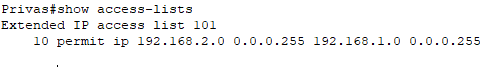 Privas#show access-lists
Extended IP access list 101
10 permit ip 192.168.2.0 0.0.0.255 192.168.1.0 0.0.0.255